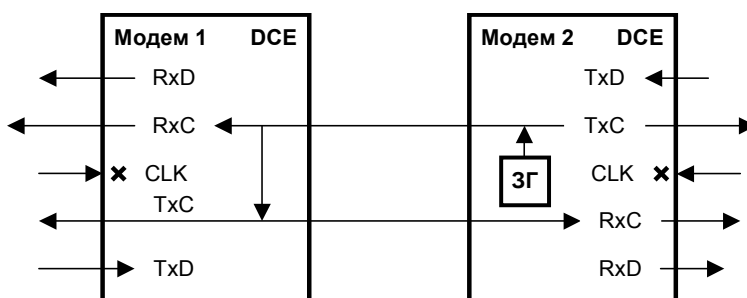 Модем 1 DCE
RxD
RxC
CLK
TxC
TxD
Модем 2 DCE
TxD
TxC
ЗГ
CLK
RxC
RxD